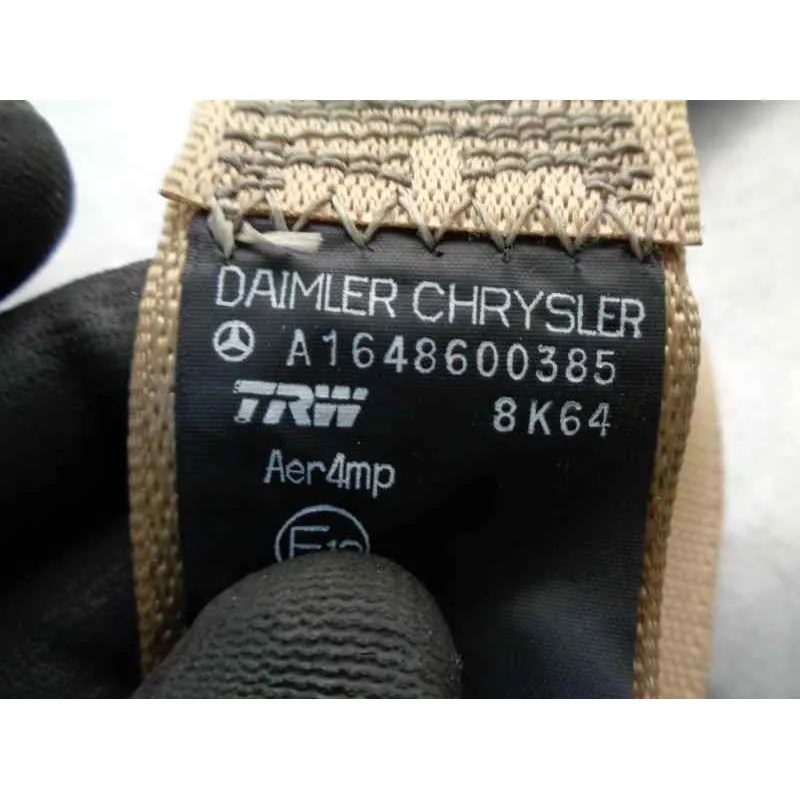 DAIMLER CHRYSLER
A1648600385
TRW 8K64
Aer4mp